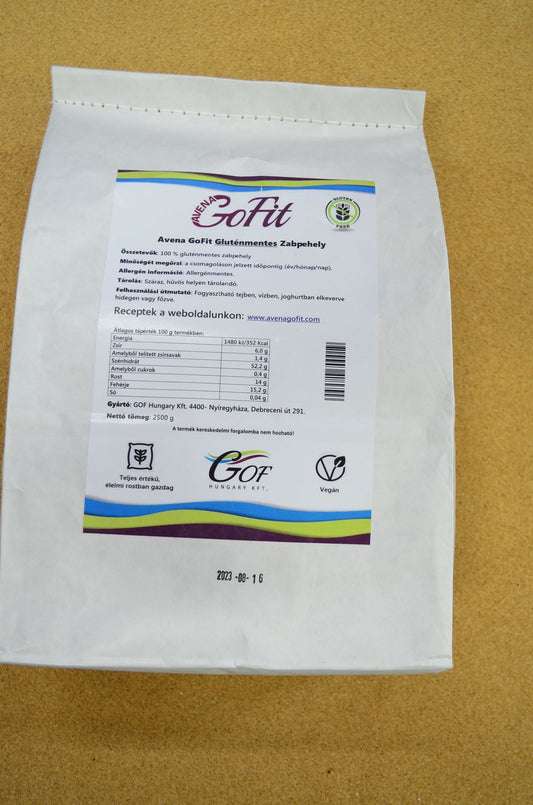 AVENA GoFit
GLUTEN
FREE
Avena GoFit Gluténmentes Zabpehely
Összetevők: 100 % gluténmentes zabpehely
Minőségét megőrzi: a csomagoláson jelzett időpontig (év/hónap/nap).
Allergén információ: Allergénmentes.
Tárolás: Száraz, hűvös helyen tárolandó.
Felhasználási útmutató: Fogyasztható tejben, vízben, joghurtban elkeverve
hidegen vagy főzve.
Receptek a weboldalunkon: www.avenagofit.com
Átlagos tápérték 100 g termékben:
Energia 1480 kJ/352 Kcal
Zsír 6,0 g
Amelyből telített zsírsavak 1,4 g
Szénhidrát 52,2 g
Amelyből cukrok 0,4 g
Rost 14 g
Fehérje 15,2 g
Só 0,04 g
Gyártó: GOF Hungary Kft. 4400- Nyíregyháza, Debreceni út 291.
Nettó tömeg: 2500 g
A termék kereskedelmi forgalomba nem hozható!
Teljes értékű,
élelmi rostban gazdag
GOF
HUNGARY KFT.
Vegán
2023 -08- 16